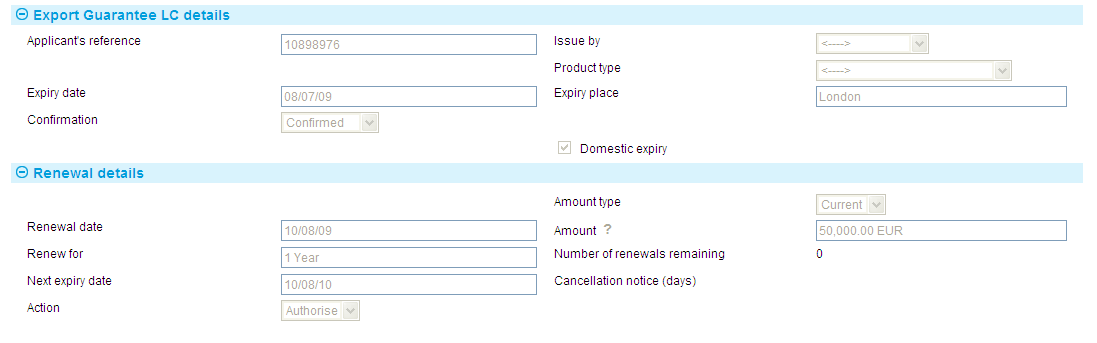 Export Guarantee LC details
Applicant's reference 10898976 Issue by <---->
Product type <---->
Expiry date 08/07/09 Expiry place London
Confirmation Confirmed
Domestic expiry
Renewal details
Amount type Current
Renewal date 10/08/09 Amount ? 50,000.00 EUR
Renew for 1 Year Number of renewals remaining 0
Next expiry date 10/08/10 Cancellation notice (days)
Action Authorise